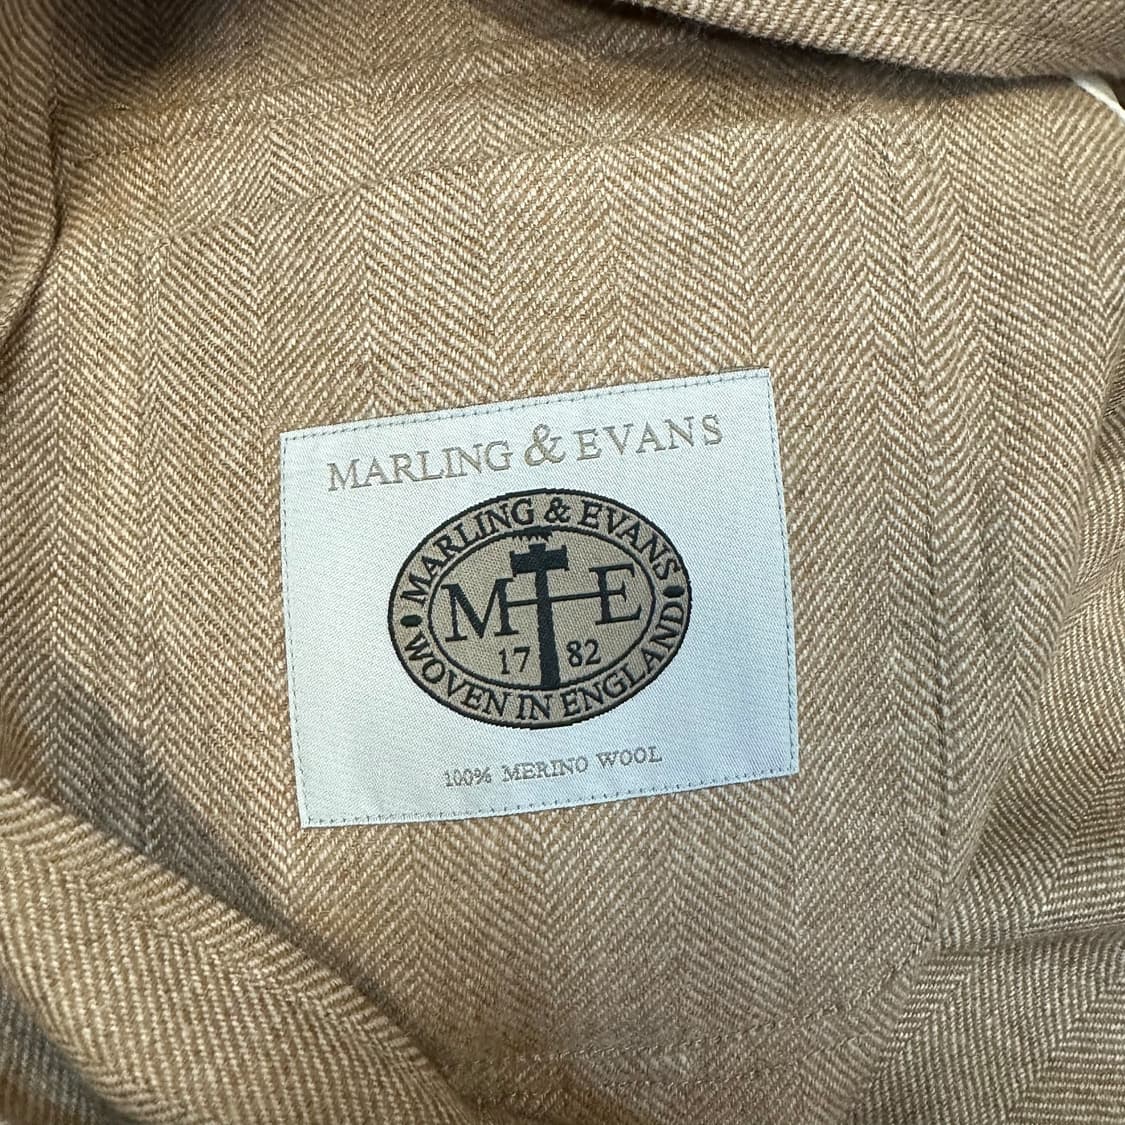 MARLING & EVANS
MARLING & EVANS
M E
17 82
WOVEN IN ENGLAND
100% MERINO WOOL